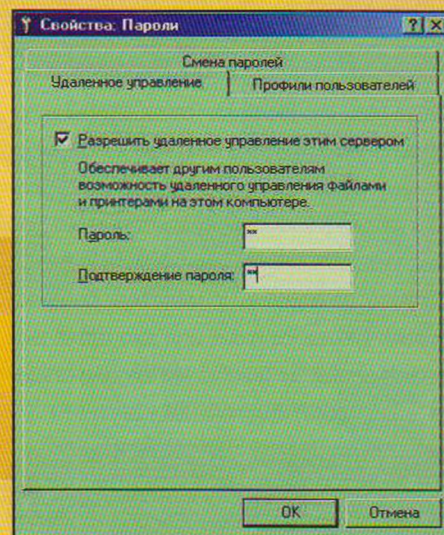 Свойства: Пароли
Смена паролей
Удаленное управление
Профили пользователей
Разрешить удаленное управление этим сервером
Обеспечивает другим пользователям
возможность удаленного управления файлами
и принтерами на этом компьютере.
Пароль:
**
Подтверждение пароля:
**
OK
Отмена